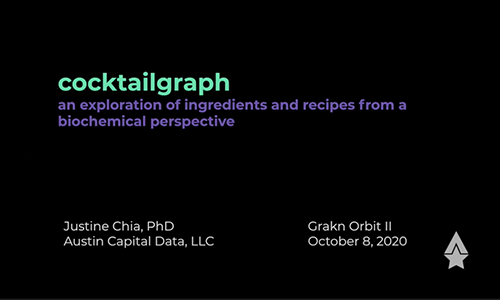 cocktailgraph
an exploration of ingredients and recipes from a
biochemical perspective
Justine Chia, PhD
Austin Capital Data, LLC
Grakn Orbit II
October 8, 2020